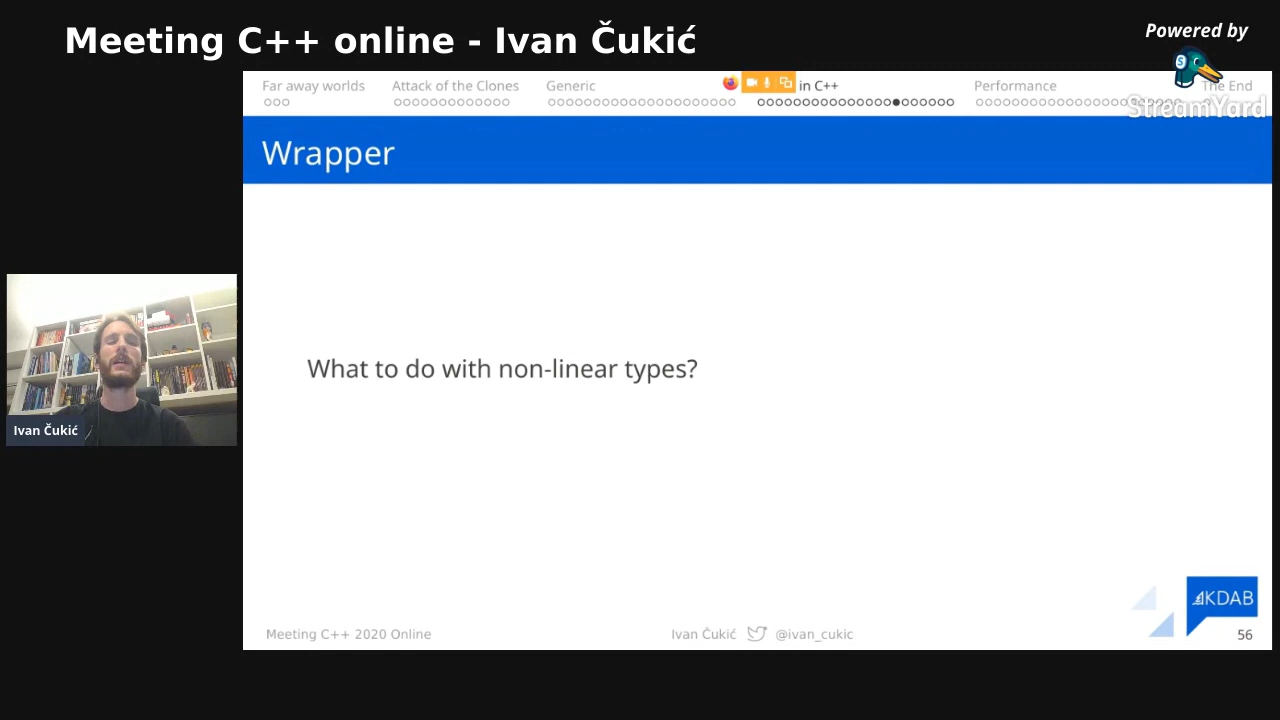 Meeting C++ online - Ivan Čukić
Powered by
StreamYard
Far away worlds
Attack of the Clones
Generic
in C++
Performance
The End
Wrapper
What to do with non-linear types?
Ivan Čukić
KDAB
Meeting C++ 2020 Online
Ivan Čukić @ivan_cukic
56